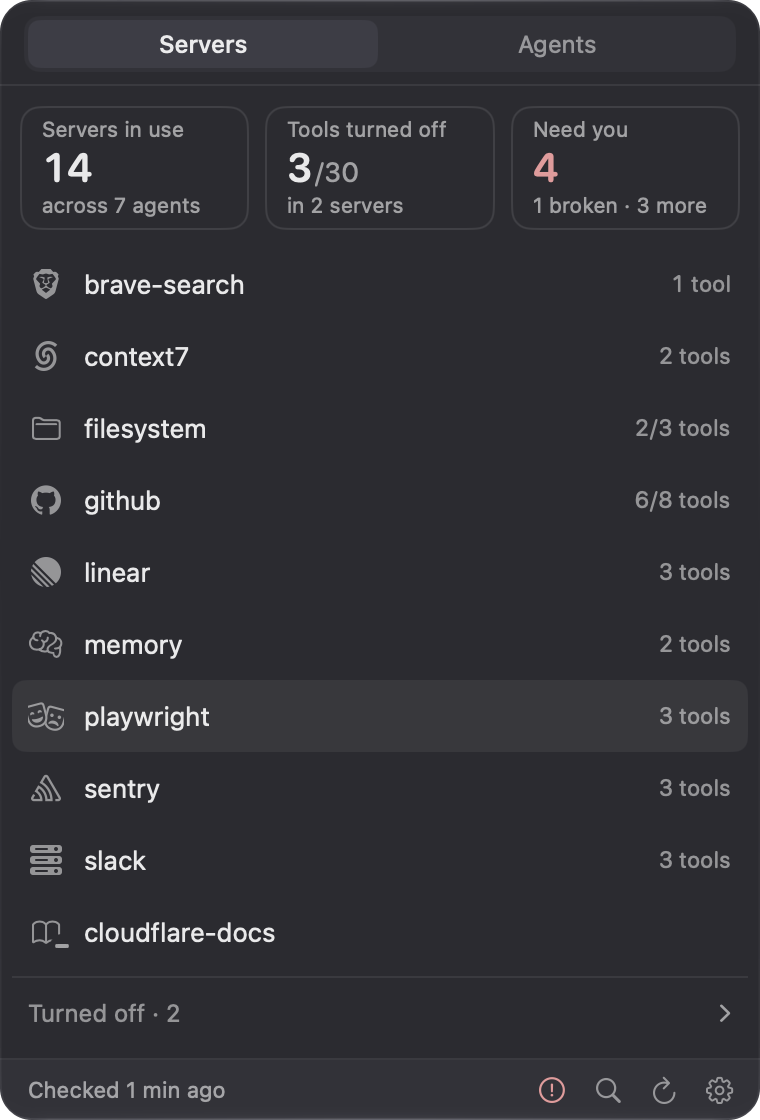 Servers
Agents
Servers in use
14
across 7 agents
Tools turned off
3/30
in 2 servers
Need you
4
1 broken · 3 more
brave-search 1 tool
context7 2 tools
filesystem 2/3 tools
github 6/8 tools
linear 3 tools
memory 2 tools
playwright 3 tools
sentry 3 tools
slack 3 tools
cloudflare-docs
Turned off · 2
Checked 1 min ago